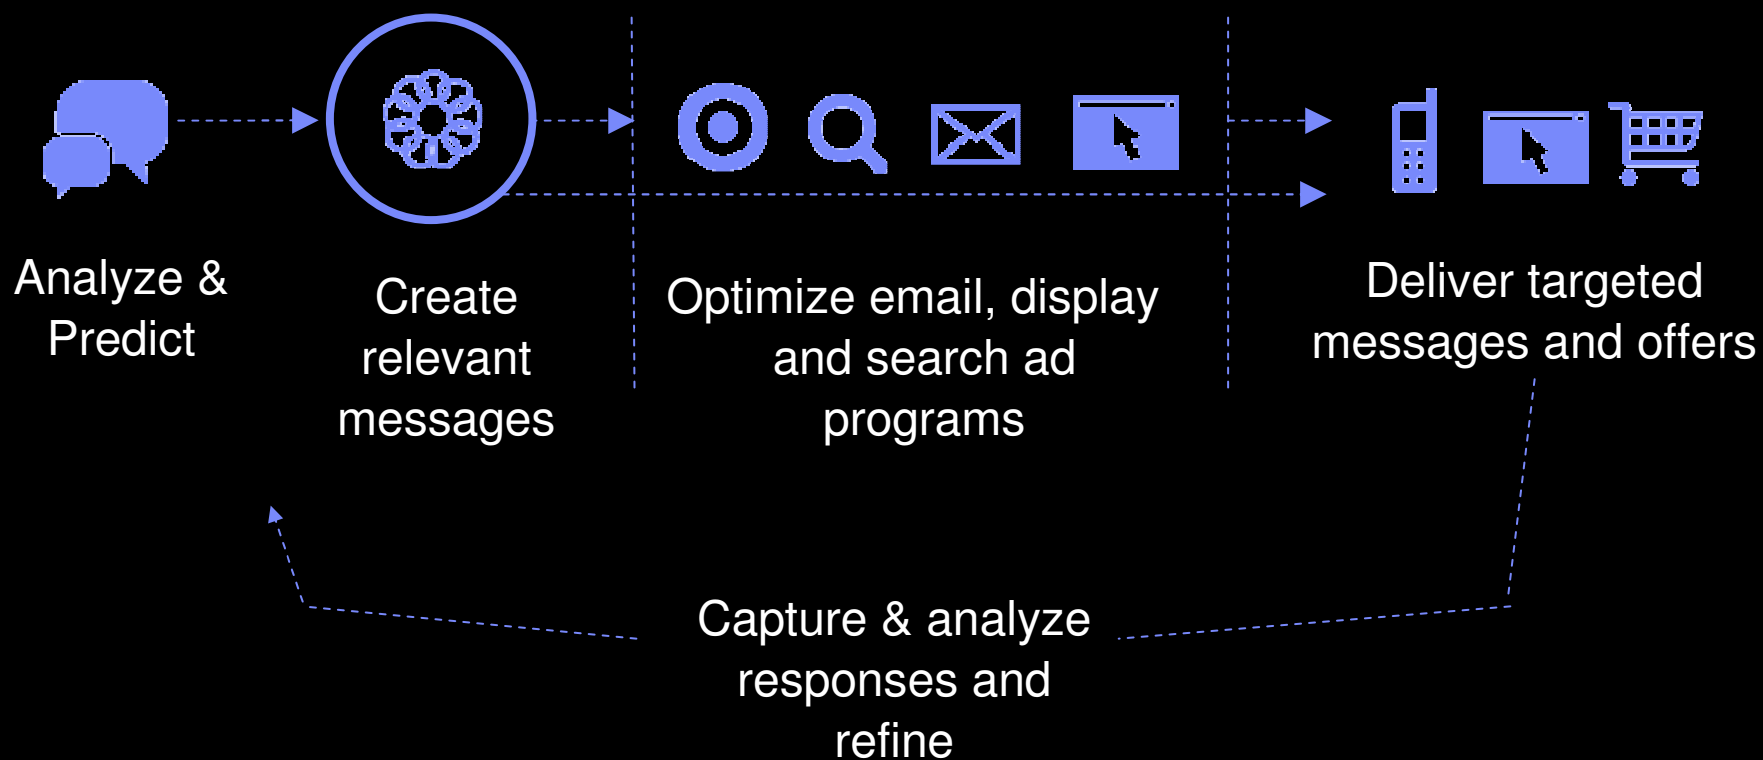 Analyze &
Predict
Create
relevant
messages
Optimize email, display
and search ad
programs
Deliver targeted
messages and offers
Capture & analyze
responses and
refine